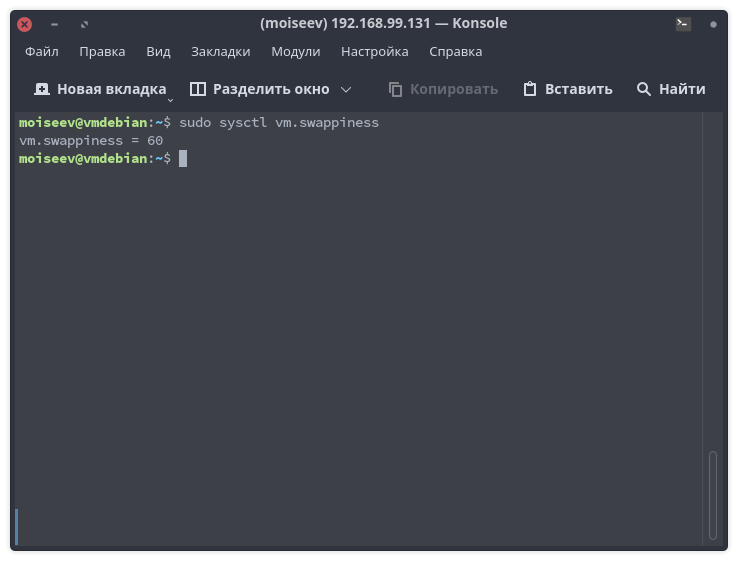 (moiseev) 192.168.99.131 — Konsole
Файл Правка Вид Закладки Модули Настройка Справка
Новая вкладка Разделить окно Копировать Вставить Найти
moiseev@vmdebian:~$ sudo sysctl vm.swappiness
vm.swappiness = 60
moiseev@vmdebian:~$